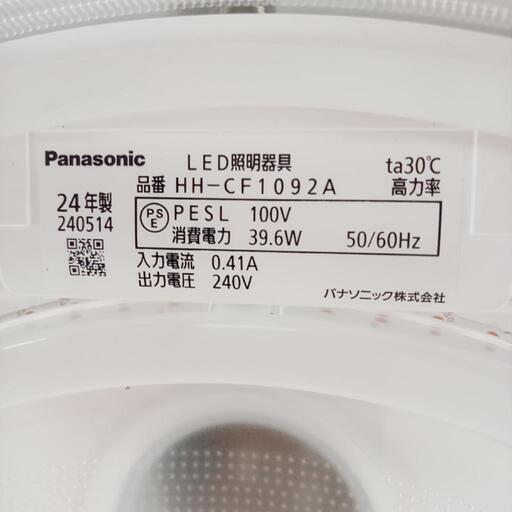 Panasonic LED照明器具 ta30℃
品番 HH-CF1092A 高力率
24年製
240514
PSE PESL 100V
消費電力 39.6W 50/60Hz
入力電流 0.41A
出力電圧 240V
パナソニック株式会社